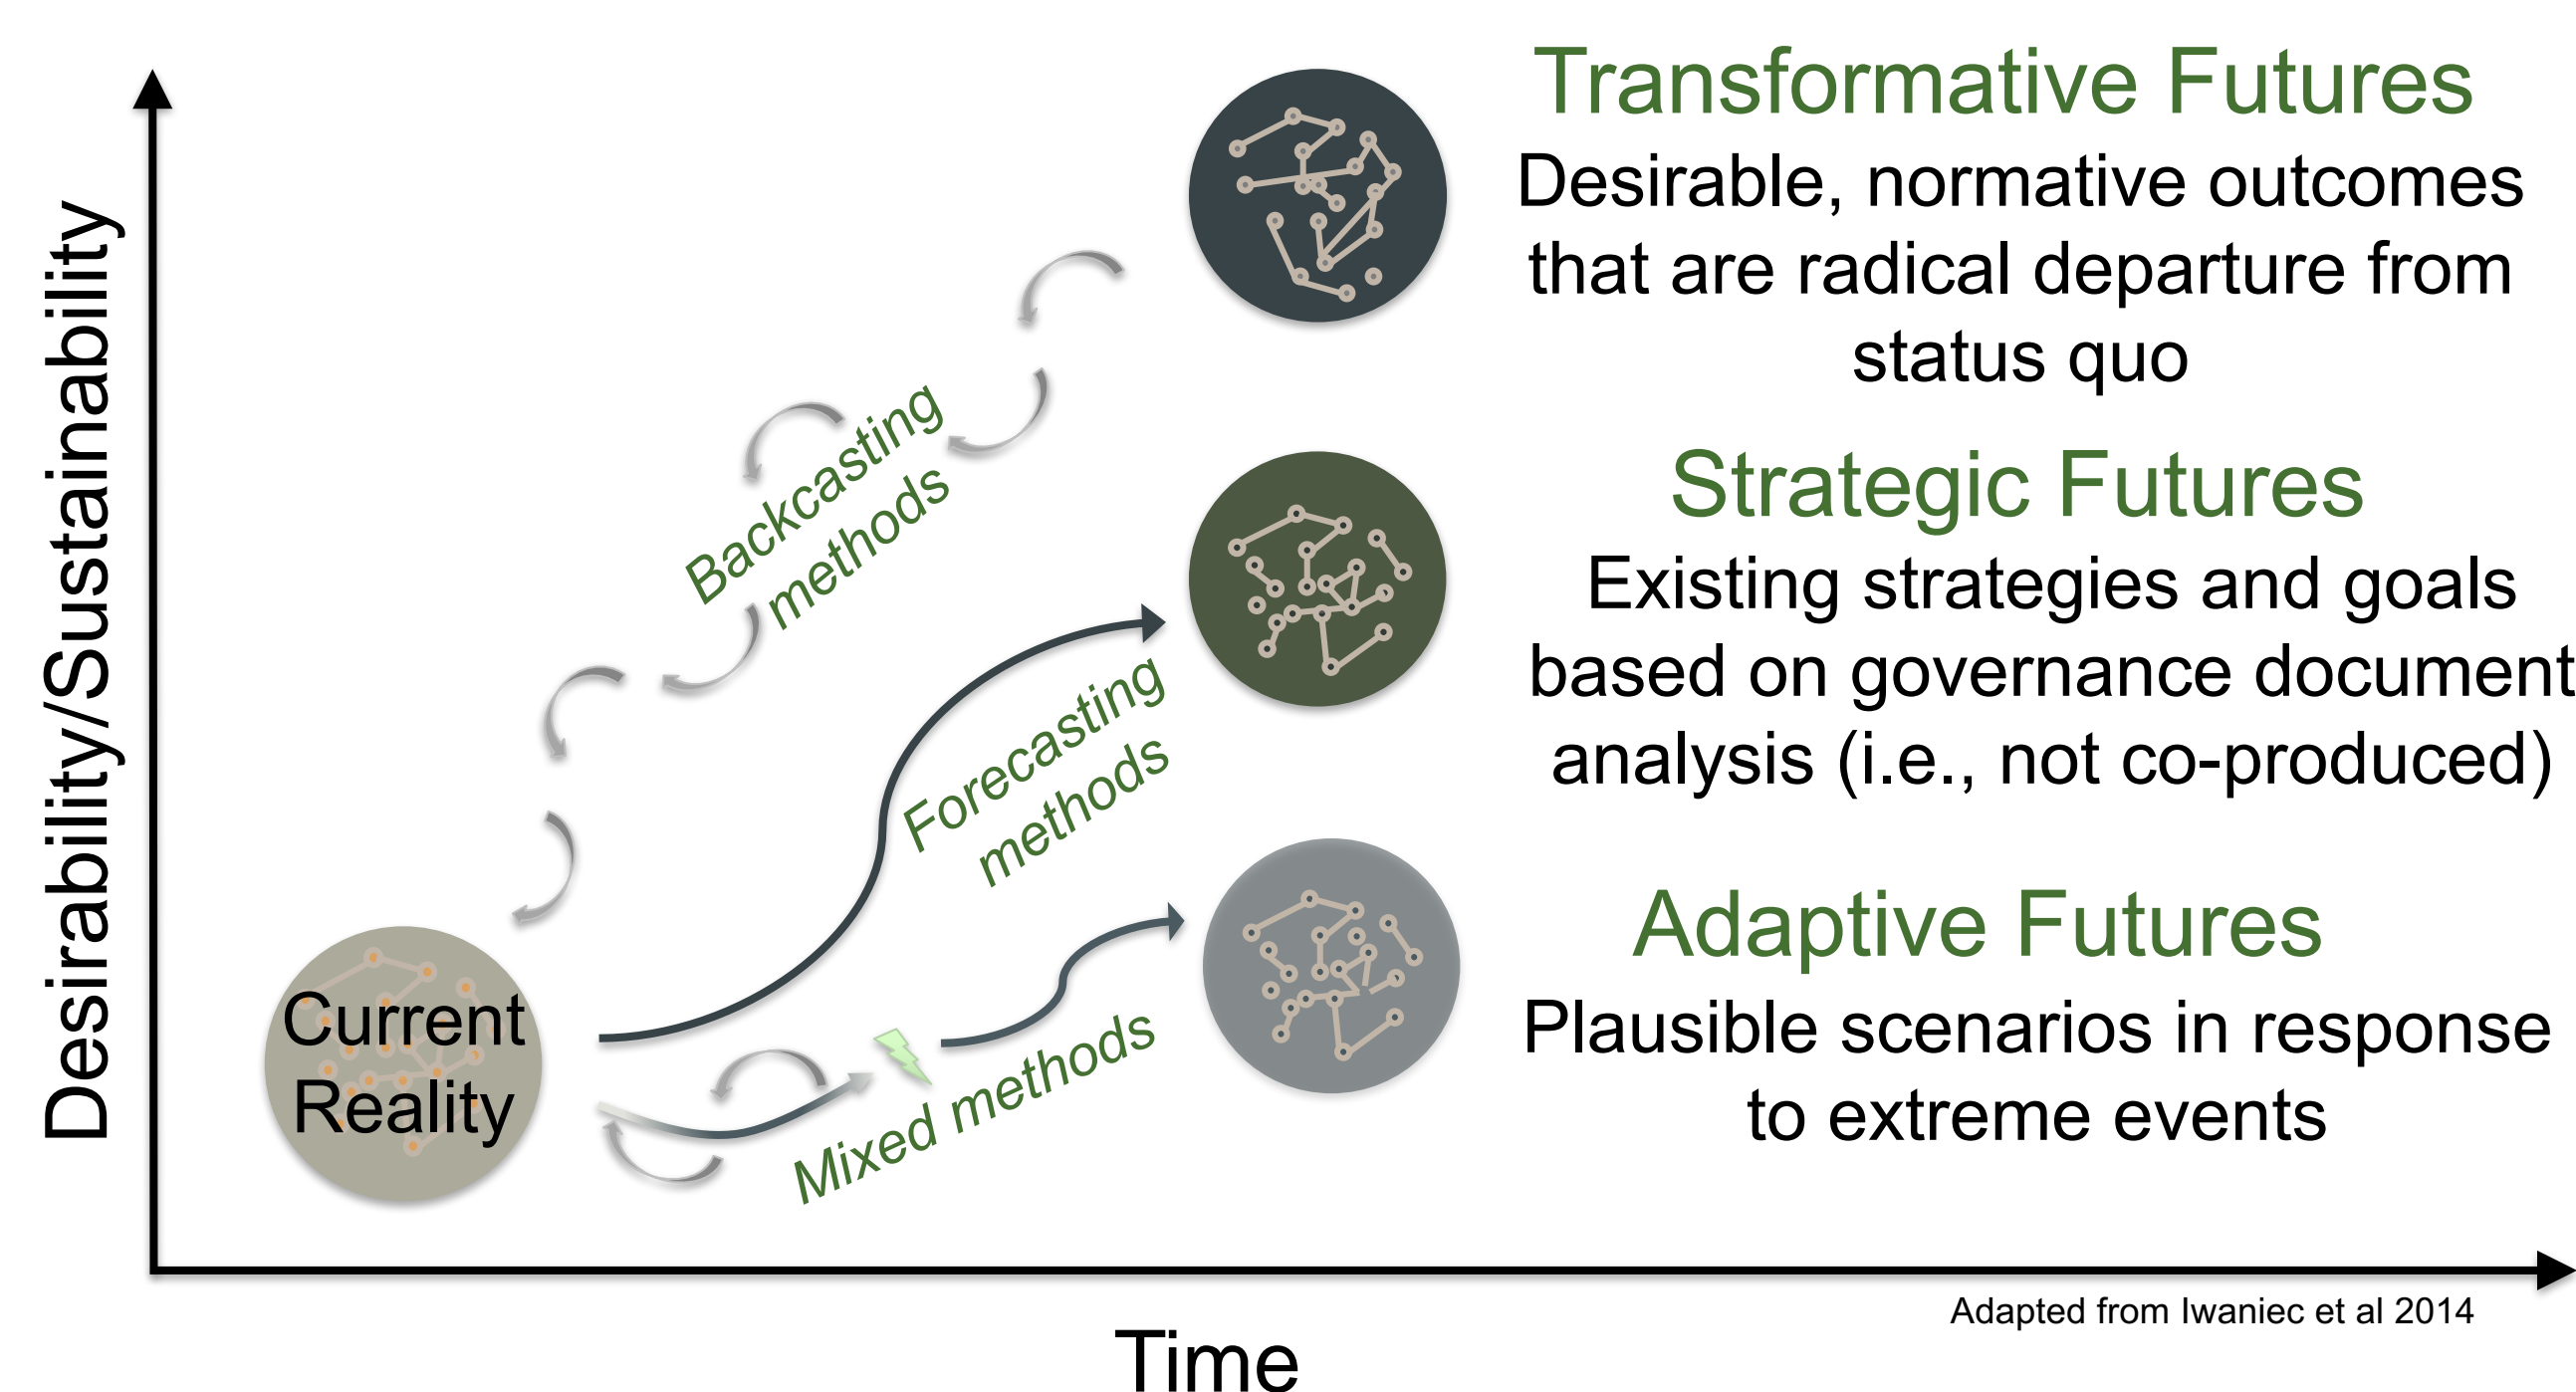 Desirability/Sustainability
Transformative Futures
Desirable, normative outcomes
that are radical departure from
status quo
Backcasting
methods
Strategic Futures
Existing strategies and goals
based on governance document
analysis (i.e., not co-produced)
Forecasting
methods
Adaptive Futures
Plausible scenarios in response
to extreme events
Current
Reality
Mixed methods
Adapted from Iwaniec et al 2014
Time